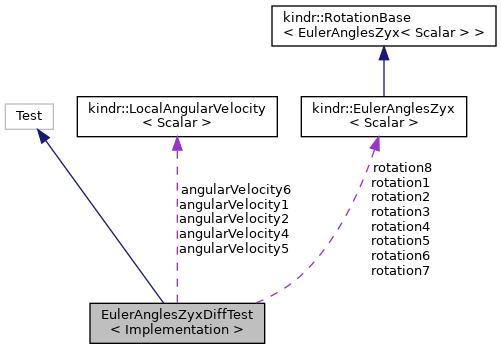 kindr::RotationBase
< EulerAnglesZyx< Scalar > >
Test
kindr::LocalAngularVelocity
< Scalar >
kindr::EulerAnglesZyx
< Scalar >
angularVelocity6
angularVelocity1
angularVelocity2
angularVelocity4
angularVelocity5
rotation8
rotation1
rotation2
rotation3
rotation4
rotation5
rotation6
rotation7
EulerAnglesZyxDiffTest
< Implementation >